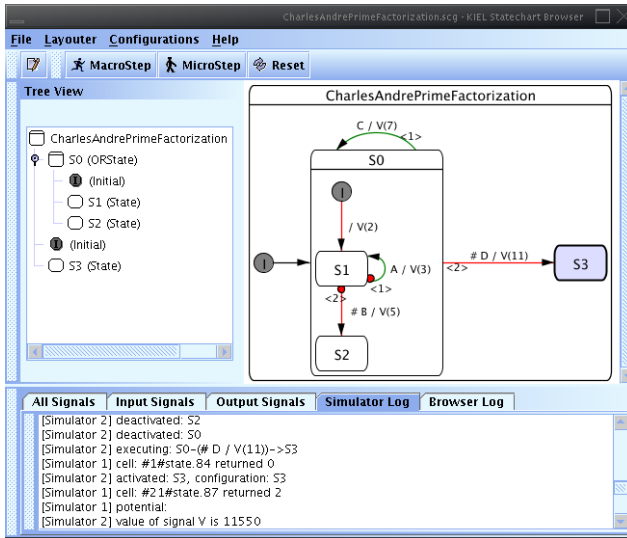 CharlesAndrePrimeFactorization.scg - KIEL Statechart Browser
File Layouter Configurations Help
MacroStep MicroStep Reset
Tree View
CharlesAndrePrimeFactorization
S0 (ORState)
I (Initial)
S1 (State)
S2 (State)
I (Initial)
S3 (State)
CharlesAndrePrimeFactorization
C / V(7)
<1>
S0
I
/ V(2)
I
S1
A / V(3)
<1>
<2>
# B / V(5)
S2
# D / V(11)
<2>
S3
All Signals Input Signals Output Signals Simulator Log Browser Log
[Simulator 2] deactivated: S2
[Simulator 2] deactivated: S0
[Simulator 2] executing: S0-(# D / V(11))->S3
[Simulator 1] cell: #1#state.84 returned 0
[Simulator 2] activated: S3, configuration: S3
[Simulator 1] cell: #21#state.87 returned 2
[Simulator 1] potential:
[Simulator 2] value of signal V is 11550